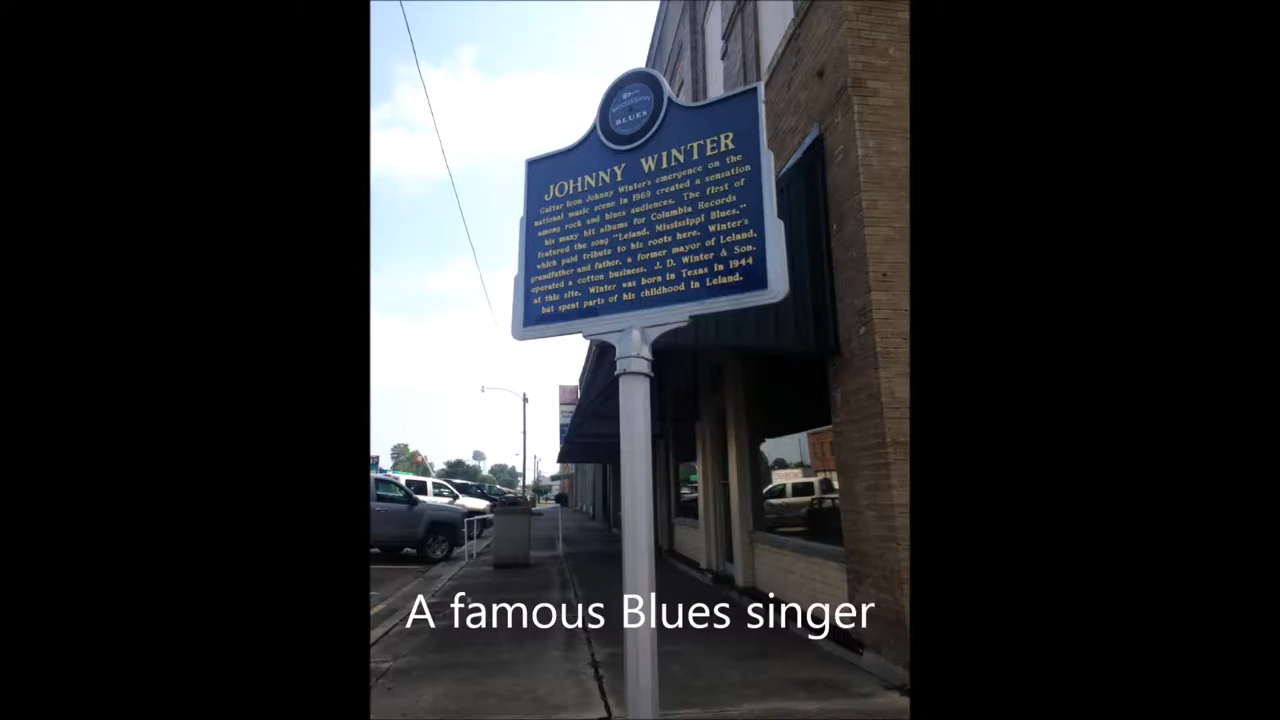 MISSISSIPPI
BLUES
JOHNNY WINTER
Guitar icon Johnny Winter's emergence on the
national music scene in 1969 created a sensation
among rock and blues audiences. The first of
his many hit albums for Columbia Records
featured the song "Leland, Mississippi Blues,"
which paid tribute to his roots here. Winter's
grandfather and father, a former mayor of Leland,
operated a cotton business, J. D. Winter & Son,
at this site. Winter was born in Texas in 1944
but spent parts of his childhood in Leland.
A famous Blues singer